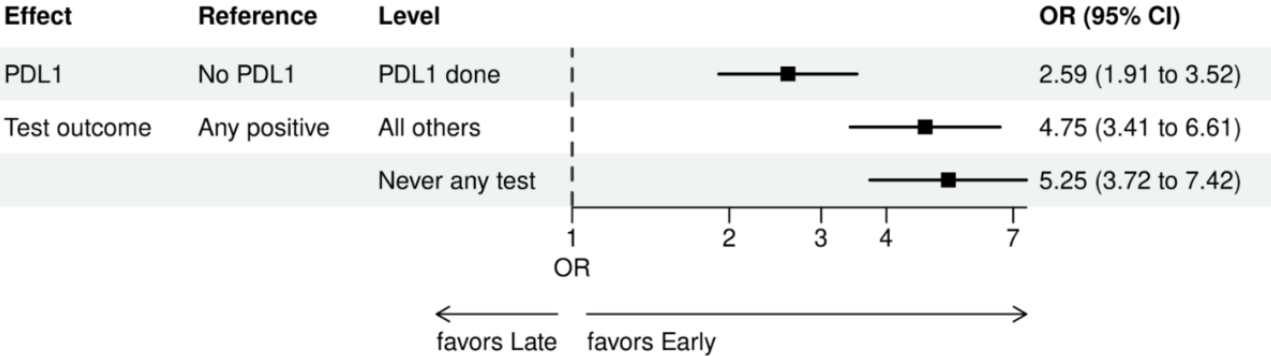 Effect Reference Level OR (95% CI)
PDL1 No PDL1 PDL1 done 2.59 (1.91 to 3.52)
Test outcome Any positive All others 4.75 (3.41 to 6.61)
Never any test 5.25 (3.72 to 7.42)
1 2 3 4 7
OR
favors Late favors Early